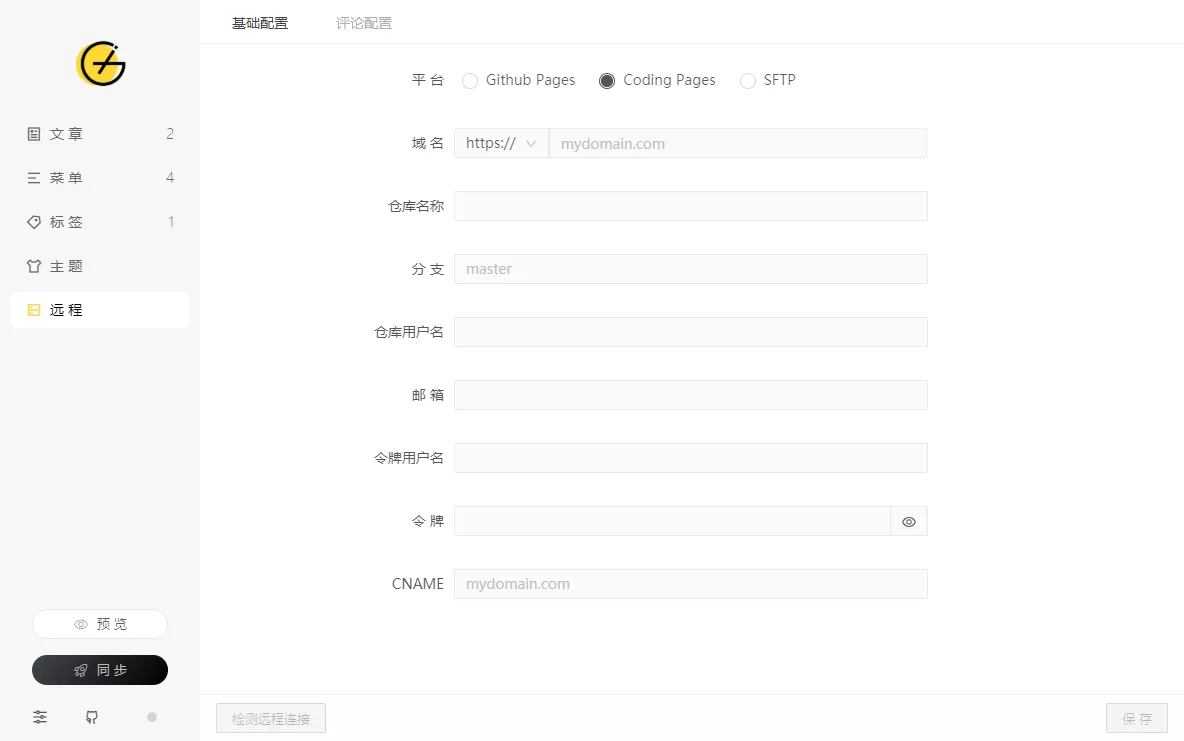 基础配置 评论配置
平台 Github Pages Coding Pages SFTP
文章 2
域名 https:// mydomain.com
菜单 4
仓库名称
标签 1
主题
分支 master
远程
仓库用户名
邮箱
令牌用户名
令牌
CNAME mydomain.com
预览
同步
检测远程连接 保存